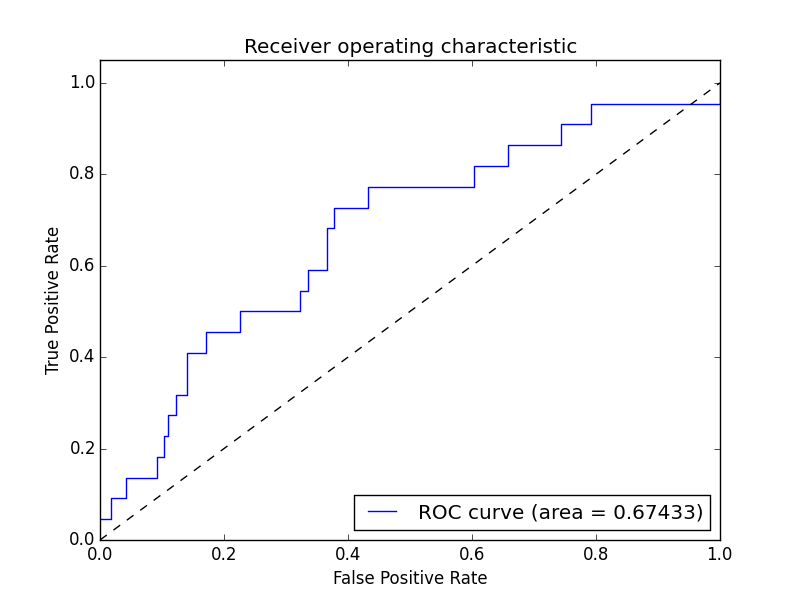 Receiver operating characteristic
1.0
0.8
0.6
0.4
0.2
0.0
True Positive Rate
ROC curve (area = 0.67433)
0.0 0.2 0.4 0.6 0.8 1.0
False Positive Rate